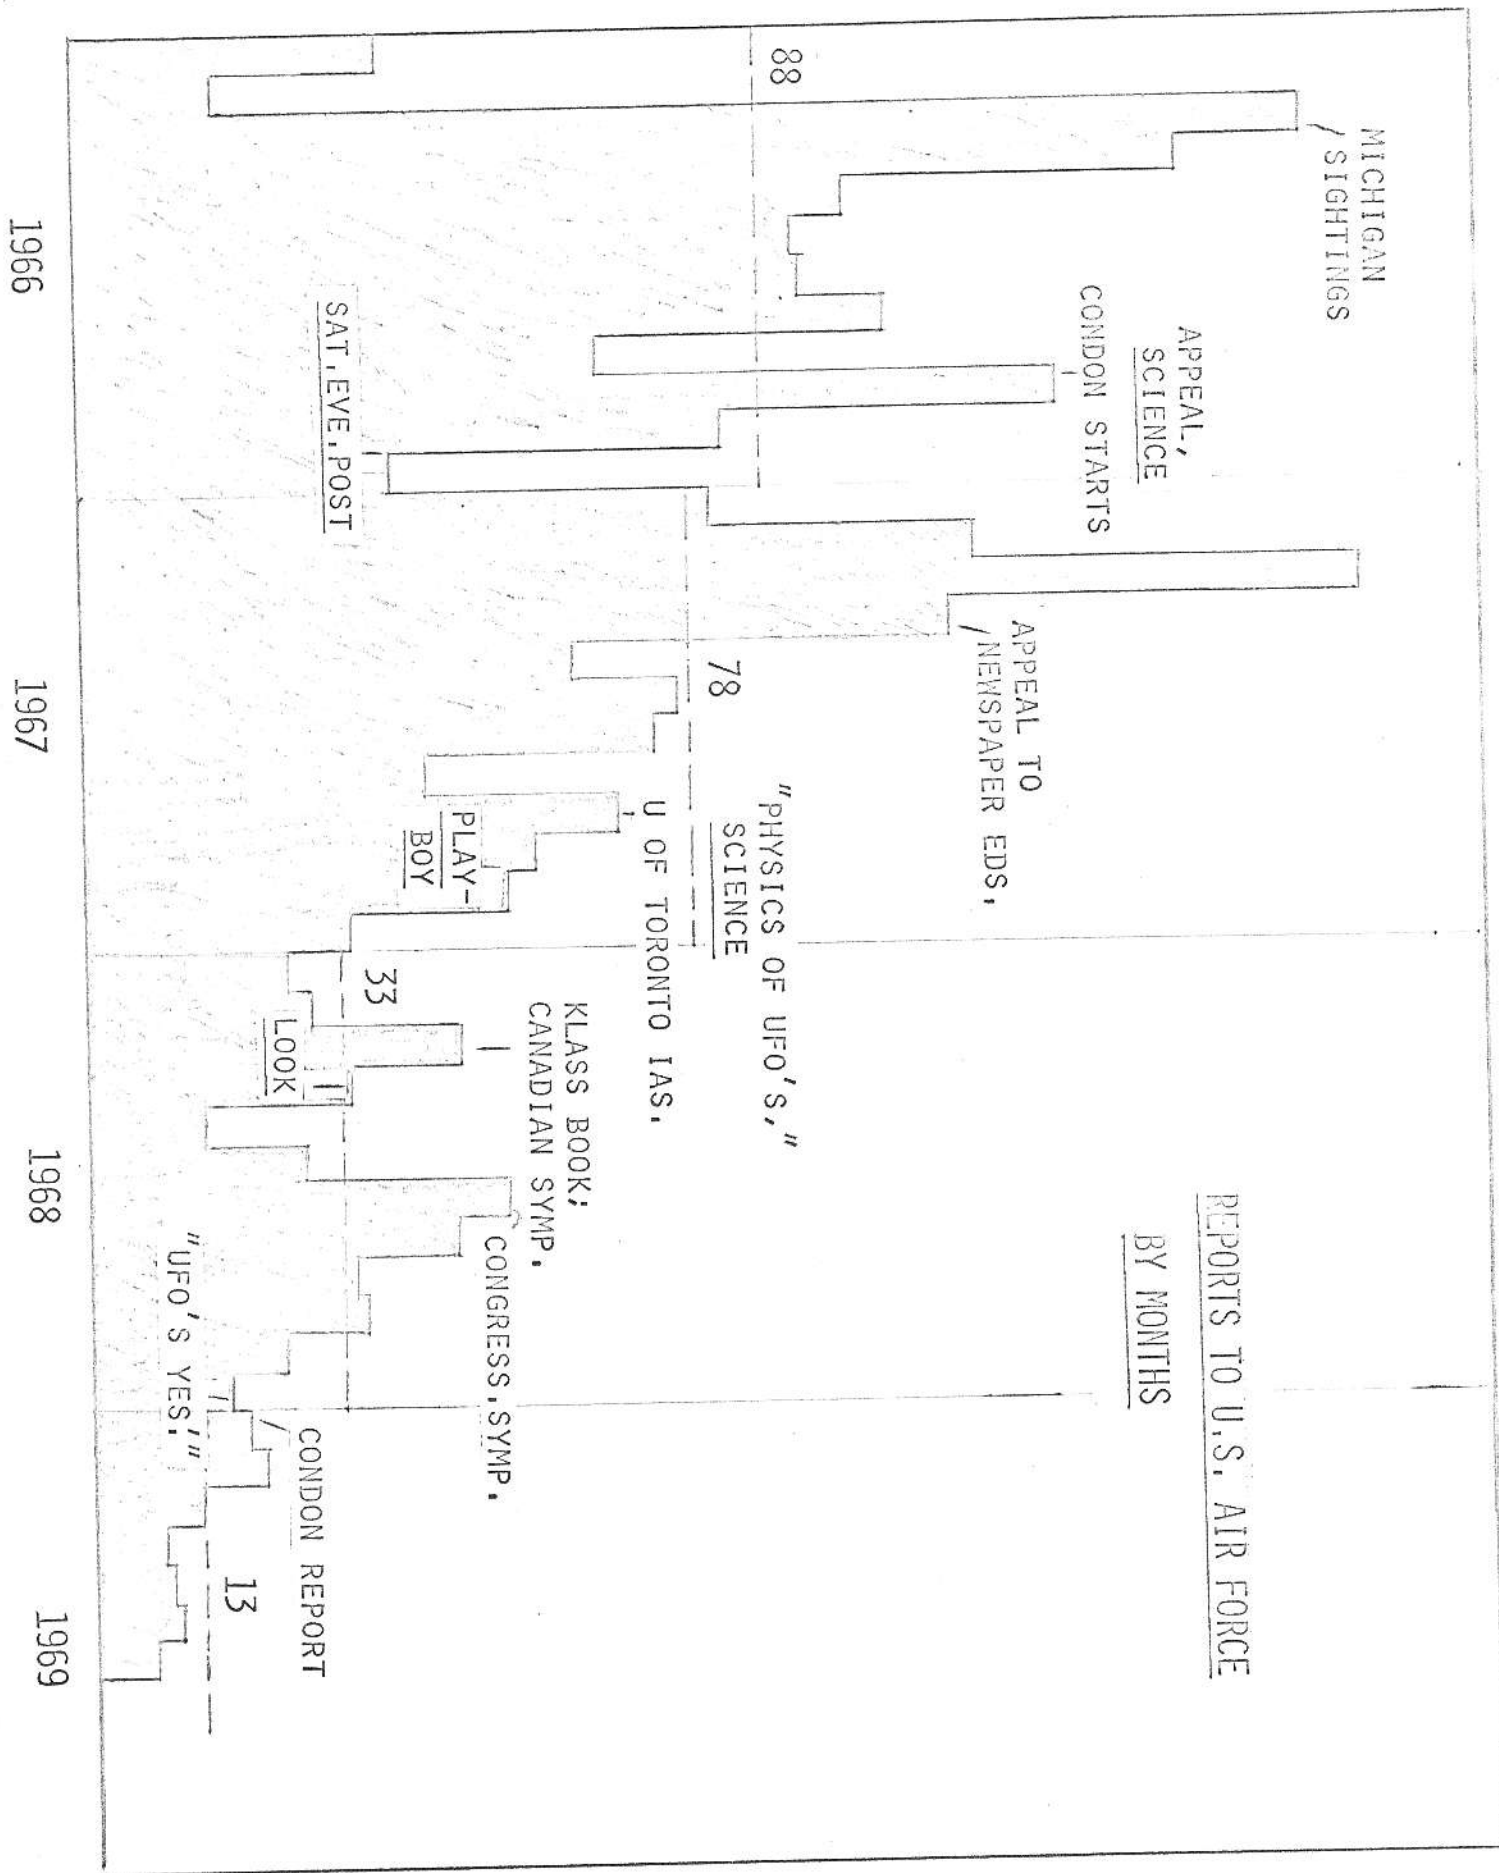 REPORTS TO U.S. AIR FORCE
BY MONTHS
MICHIGAN
SIGHTINGS
APPEAL,
SCIENCE
CONDON STARTS
88
SAT.EVE.POST
APPEAL TO
NEWSPAPER EDS.
78
"PHYSICS OF UFO'S,"
SCIENCE
U OF TORONTO IAS.
PLAY-
BOY
33
KLASS BOOK;
CANADIAN SYMP.
LOOK
CONGRESS.SYMP.
"UFO'S YES!"
CONDON REPORT
13
1966
1967
1968
1969